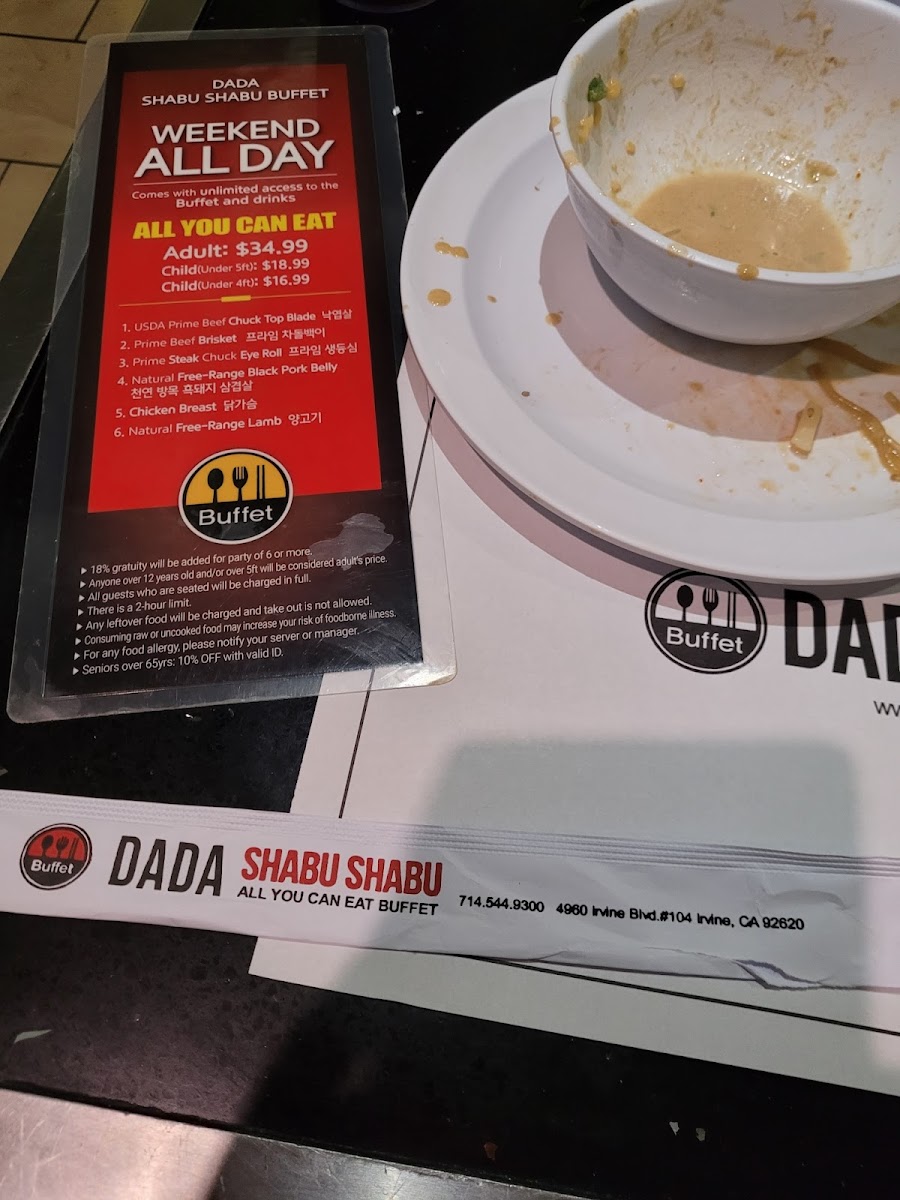 DADA
SHABU SHABU BUFFET
WEEKEND
ALL DAY
Comes with unlimited access to the
Buffet and drinks
ALL YOU CAN EAT
Adult: $34.99
Child(Under 5ft): $18.99
Child(Under 4ft): $16.99
1. USDA Prime Beef Chuck Top Blade 낙엽살
2. Prime Beef Brisket 프라임 차돌백이
3. Prime Steak Chuck Eye Roll 프라임 생등심
4. Natural Free-Range Black Pork Belly
천연 방목 흑돼지 삼겹살
5. Chicken Breast 닭가슴
6. Natural Free-Range Lamb 양고기
Buffet
▸ 18% gratuity will be added for party of 6 or more.
▸ Anyone over 12 years old and/or over 5ft will be considered adult's price.
▸ All guests who are seated will be charged in full.
▸ There is a 2-hour limit.
▸ Any leftover food will be charged and take out is not allowed.
▸ Consuming raw or uncooked food may increase your risk of foodborne illness.
▸ For any food allergy, please notify your server or manager.
▸ Seniors over 65yrs: 10% OFF with valid ID.
Buffet DAD
Buffet DADA SHABU SHABU
ALL YOU CAN EAT BUFFET 714.544.9300 4960 Irvine Blvd.#104 Irvine, CA 92620